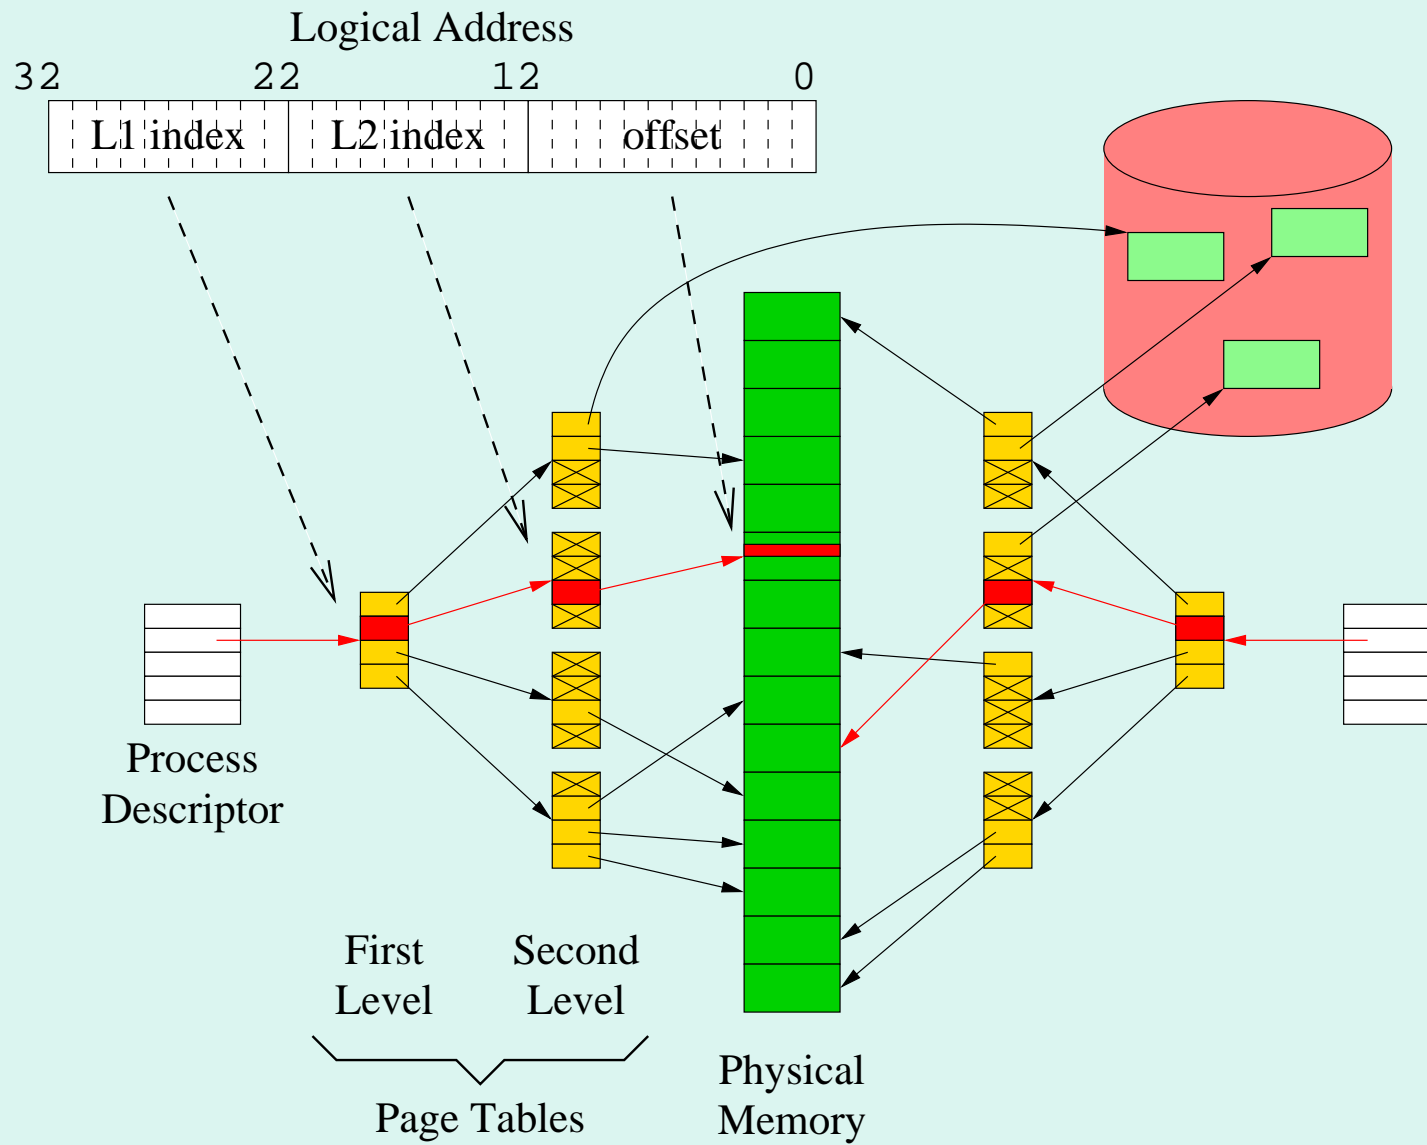 Logical Address
32 22 12 0
L1 index L2 index offset
Process
Descriptor
First
Level
Second
Level
Page Tables
Physical
Memory